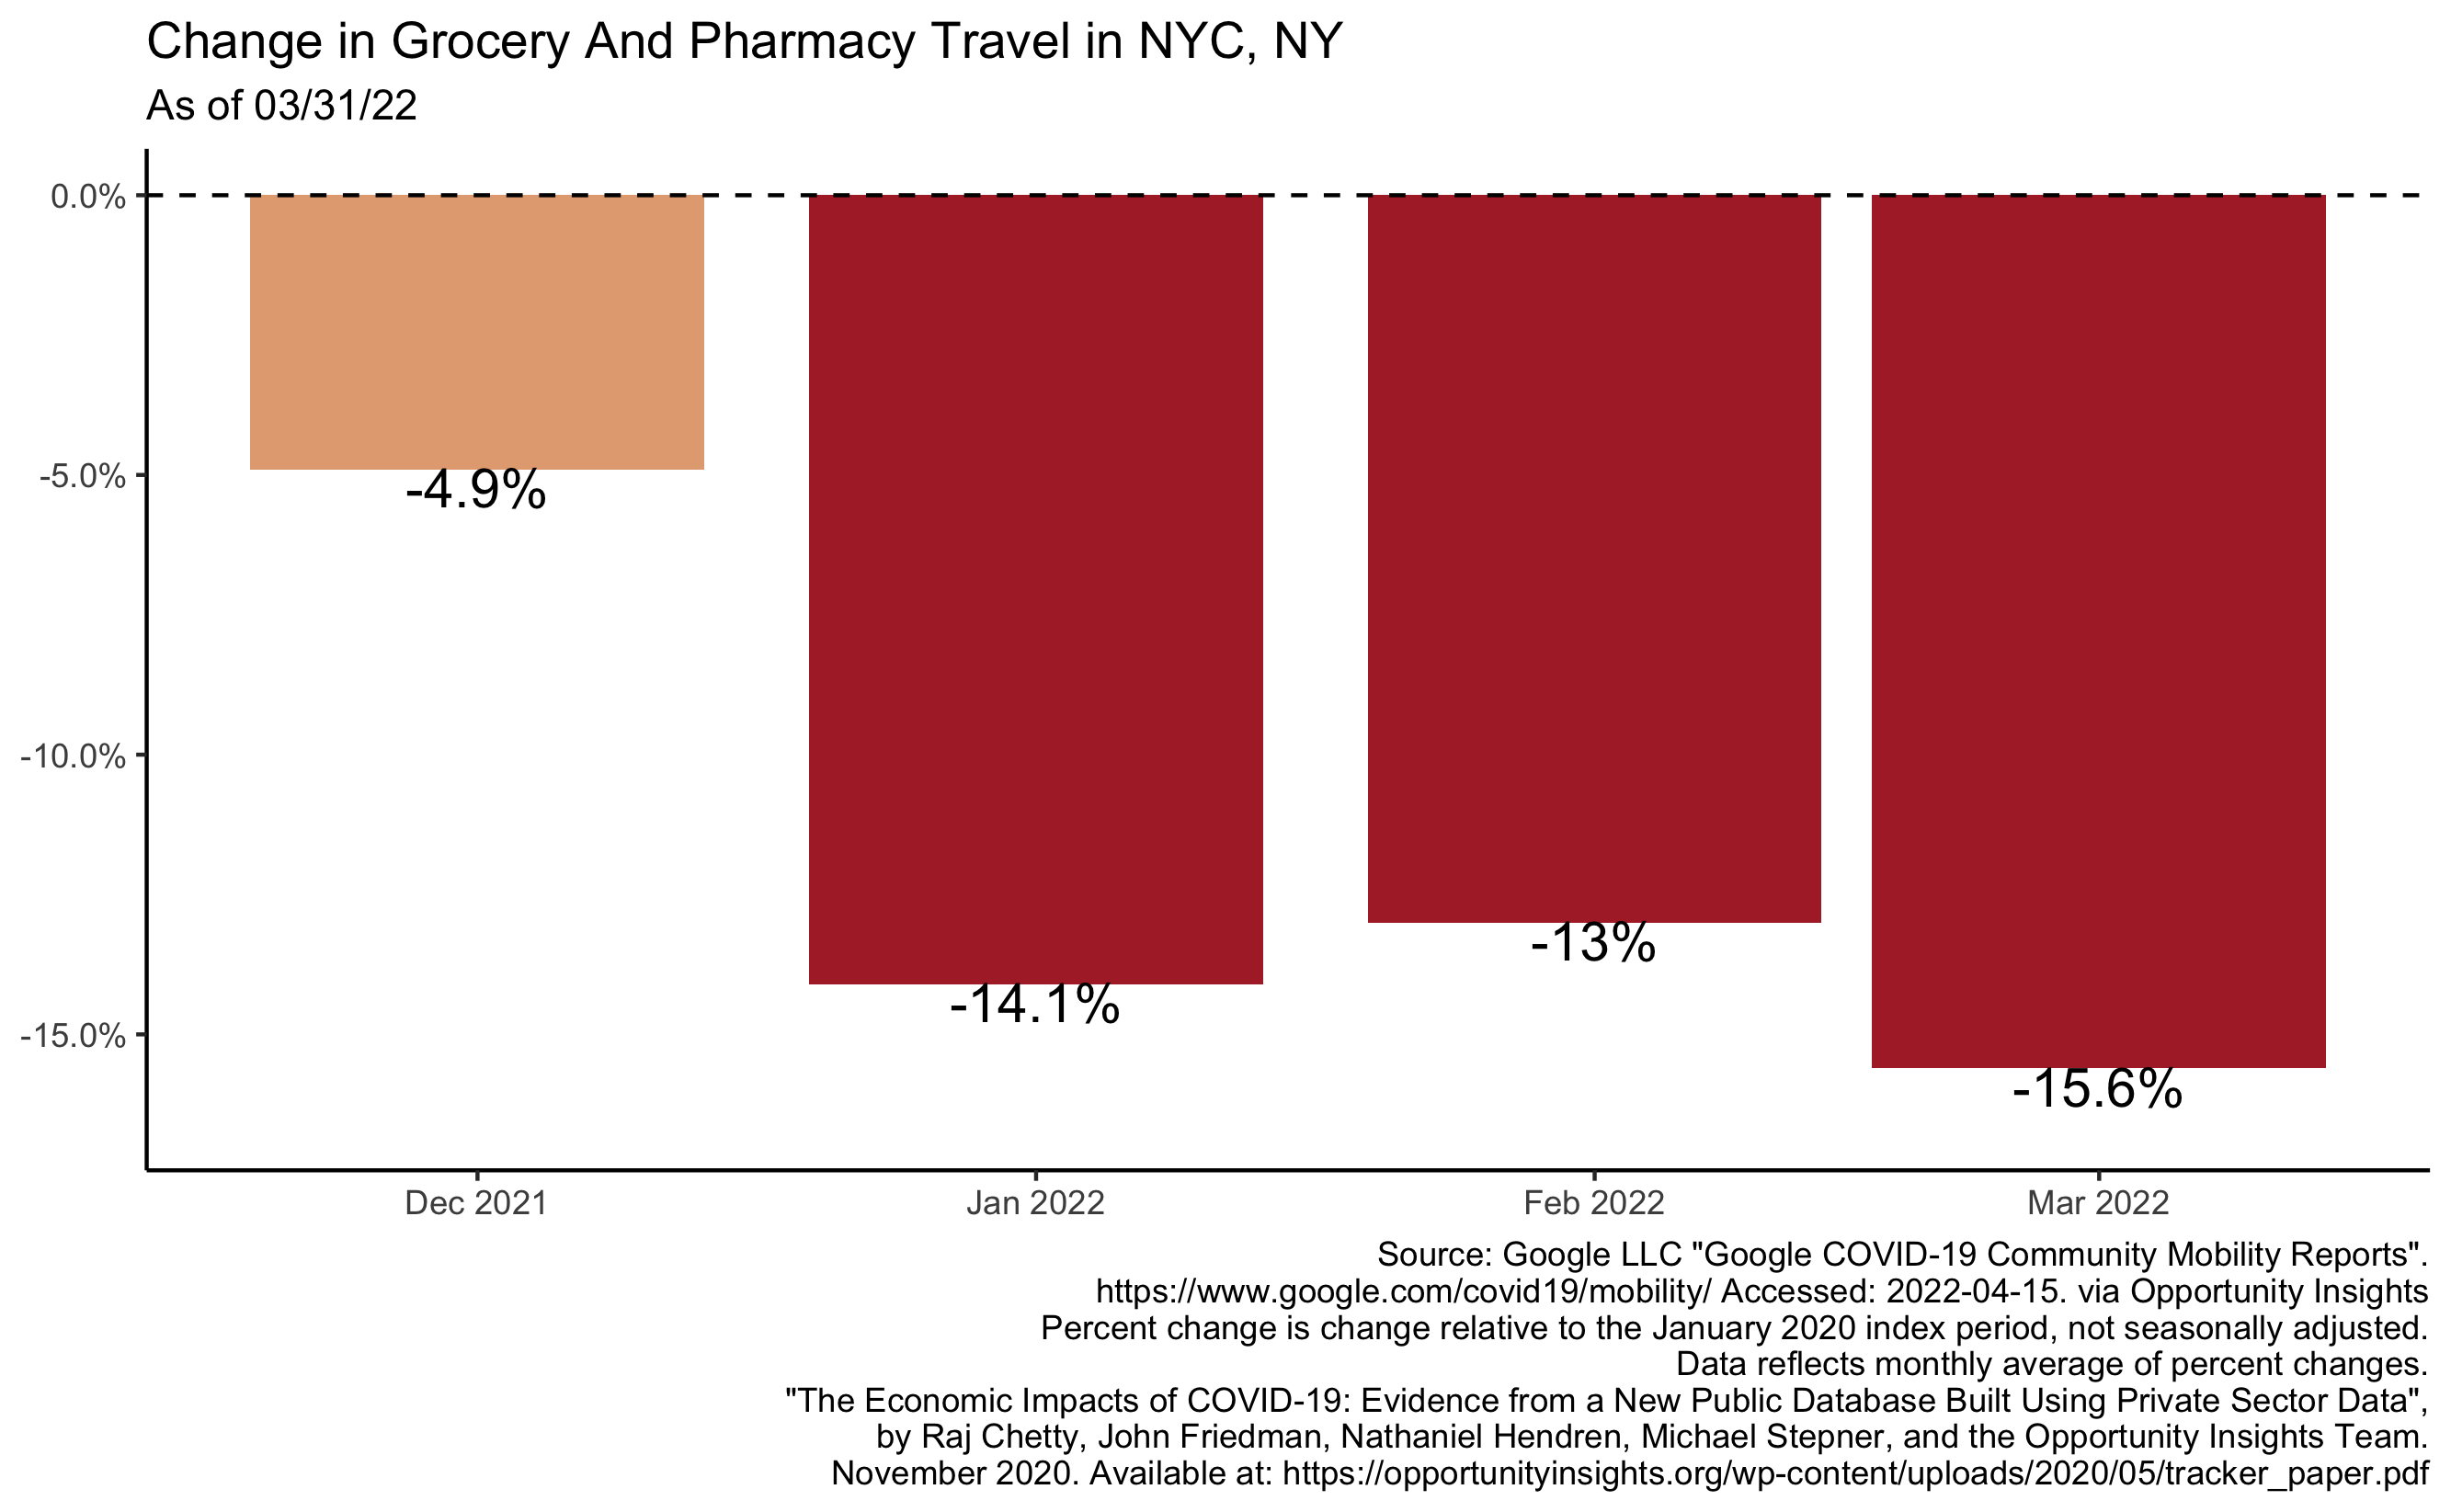 Change in Grocery And Pharmacy Travel in NYC, NY
As of 03/31/22
0.0%
-5.0%
-10.0%
-15.0%
-4.9%
-14.1%
-13%
-15.6%
Dec 2021
Jan 2022
Feb 2022
Mar 2022
Source: Google LLC "Google COVID-19 Community Mobility Reports".
https://www.google.com/covid19/mobility/ Accessed: 2022-04-15. via Opportunity Insights
Percent change is change relative to the January 2020 index period, not seasonally adjusted.
Data reflects monthly average of percent changes.
"The Economic Impacts of COVID-19: Evidence from a New Public Database Built Using Private Sector Data",
by Raj Chetty, John Friedman, Nathaniel Hendren, Michael Stepner, and the Opportunity Insights Team.
November 2020. Available at: https://opportunityinsights.org/wp-content/uploads/2020/05/tracker_paper.pdf